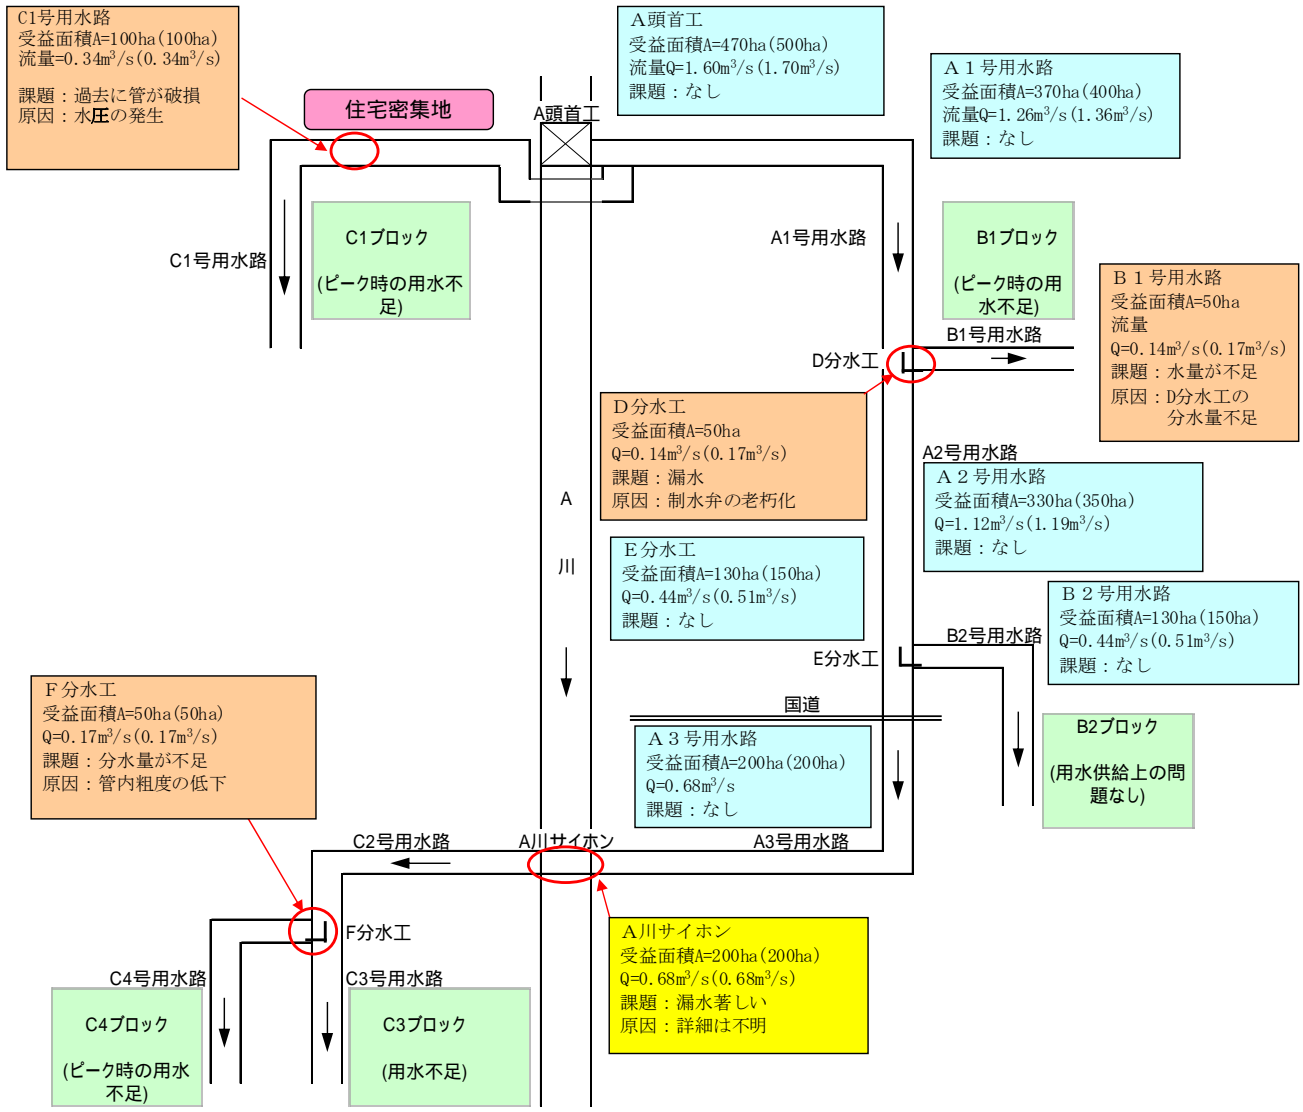 C1号用水路
受益面積A=100ha(100ha)
流量=0.34m³/s(0.34m³/s)
課題：過去に管が破損
原因：水圧の発生
住宅密集地
A頭首工
Ａ頭首工
受益面積A=470ha(500ha)
流量Q=1.60m³/s(1.70m³/s)
課題：なし
Ａ１号用水路
受益面積A=370ha(400ha)
流量Q=1.26m³/s(1.36m³/s)
課題：なし
C1号用水路
C1ブロック
(ピーク時の用水不
足)
A1号用水路
B1ブロック
(ピーク時の用
水不足)
B1号用水路
Ｂ１号用水路
受益面積A=50ha
流量
Q=0.14m³/s(0.17m³/s)
課題：水量が不足
原因：D分水工の
分水量不足
D分水工
Ｄ分水工
受益面積A=50ha
Q=0.14m³/s(0.17m³/s)
課題：漏水
原因：制水弁の老朽化
A2号用水路
Ａ２号用水路
受益面積A=330ha(350ha)
Q=1.12m³/s(1.19m³/s)
課題：なし
A
川
Ｅ分水工
受益面積A=130ha(150ha)
Q=0.44m³/s(0.51m³/s)
課題：なし
Ｂ２号用水路
受益面積A=130ha(150ha)
Q=0.44m³/s(0.51m³/s)
課題：なし
B2号用水路
E分水工
国道
Ｆ分水工
受益面積A=50ha(50ha)
Q=0.17m³/s(0.17m³/s)
課題：分水量が不足
原因：管内粗度の低下
Ａ３号用水路
受益面積A=200ha(200ha)
Q=0.68m³/s
課題：なし
B2ブロック
(用水供給上の問
題なし)
C2号用水路
A川サイホン
A3号用水路
F分水工
Ａ川サイホン
受益面積A=200ha(200ha)
Q=0.68m³/s(0.68m³/s)
課題：漏水著しい
原因：詳細は不明
C4号用水路
C3号用水路
C4ブロック
(ピーク時の用水
不足)
C3ブロック
(用水不足)